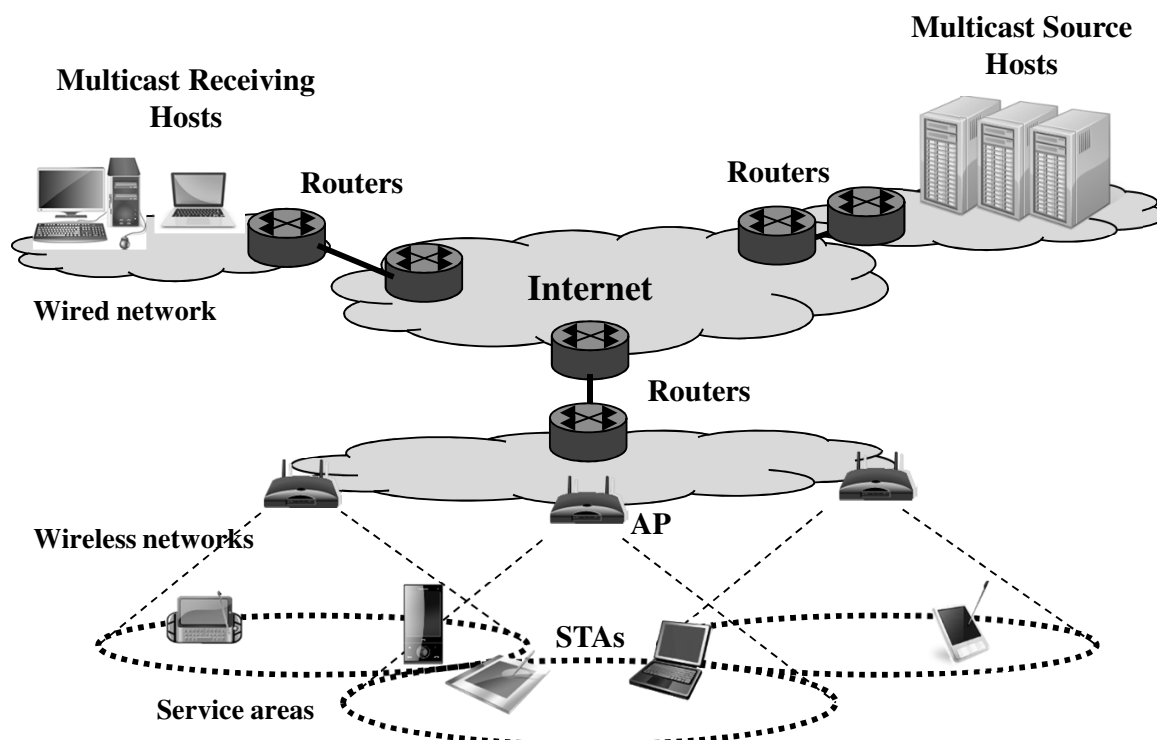 Multicast Source
Hosts
Multicast Receiving
Hosts
Routers
Routers
Internet
Wired network
Routers
AP
Wireless networks
STAs
Service areas